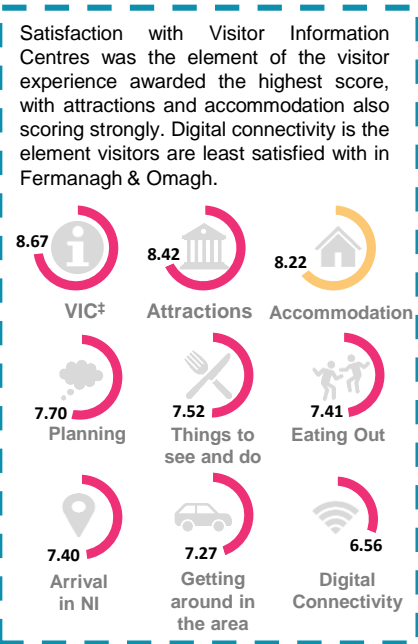 Satisfaction with Visitor Information
Centres was the element of the visitor
experience awarded the highest score,
with attractions and accommodation also
scoring strongly. Digital connectivity is the
element visitors are least satisfied with in
Fermanagh & Omagh.
8.67
8.42
8.22
VIC‡
Attractions
Accommodation
7.70
7.52
7.41
Planning
Things to
see and do
Eating Out
7.40
7.27
6.56
Arrival
in NI
Getting
around in
the area
Digital
Connectivity